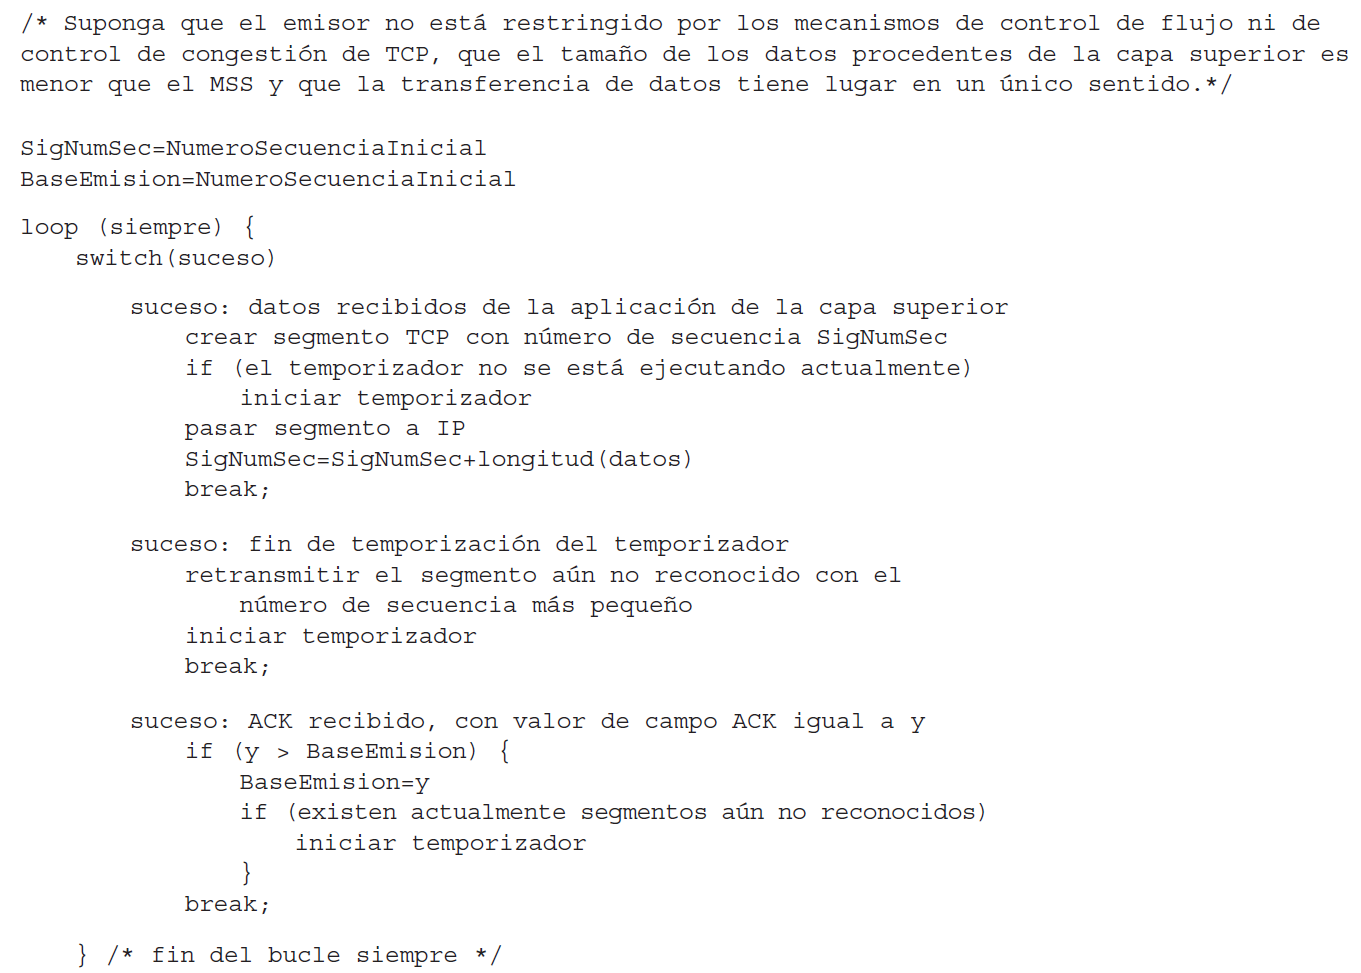 /* Suponga que el emisor no está restringido por los mecanismos de control de flujo ni de
control de congestión de TCP, que el tamaño de los datos procedentes de la capa superior es
menor que el MSS y que la transferencia de datos tiene lugar en un único sentido.*/
SigNumSec=NumeroSecuenciaInicial
BaseEmision=NumeroSecuenciaInicial
loop (siempre) {
switch(suceso)
suceso: datos recibidos de la aplicación de la capa superior
crear segmento TCP con número de secuencia SigNumSec
if (el temporizador no se está ejecutando actualmente)
iniciar temporizador
pasar segmento a IP
SigNumSec=SigNumSec+longitud(datos)
break;
suceso: fin de temporización del temporizador
retransmitir el segmento aún no reconocido con el
número de secuencia más pequeño
iniciar temporizador
break;
suceso: ACK recibido, con valor de campo ACK igual a y
if (y > BaseEmision) {
BaseEmision=y
if (existen actualmente segmentos aún no reconocidos)
iniciar temporizador
}
break;
} /* fin del bucle siempre */